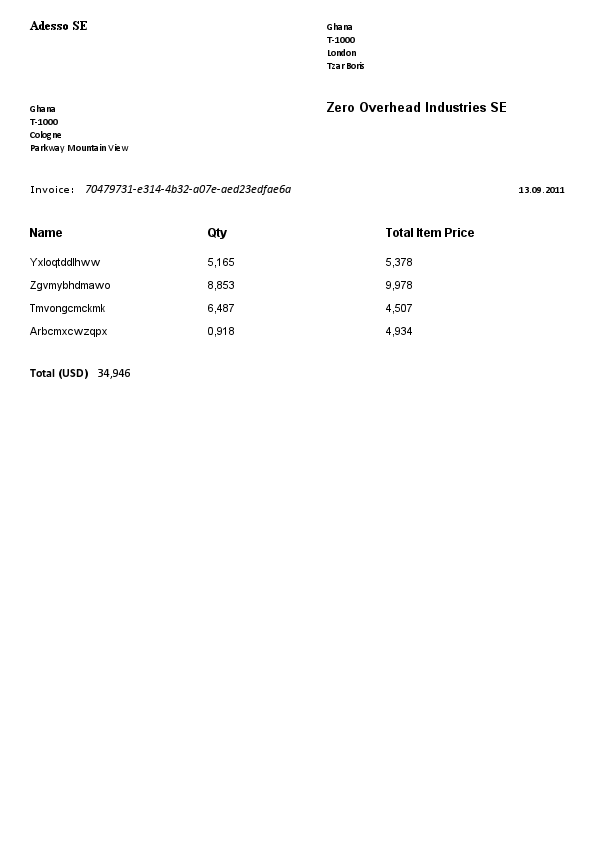 Adesso SE
Ghana
T-1000
London
Tzar Boris
Ghana
T-1000
Cologne
Parkway Mountain View
Zero Overhead Industries SE
Invoice: 70479731-e314-4b32-a07e-aed23edfae6a 13.09.2011
Name Qty Total Item Price
Yxloqtddlhww 5,165 5,378
Zgvmybhdmawo 8,853 9,978
Tmvongcmckmk 6,487 4,507
Arbcmxcwzqpx 0,918 4,934
Total (USD) 34,946